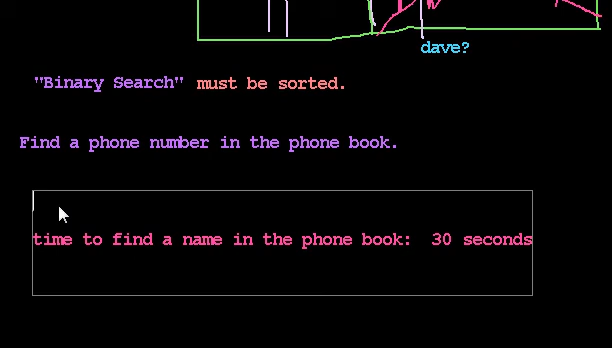 dave?
"Binary Search" must be sorted.
Find a phone number in the phone book.
time to find a name in the phone book:  30 seconds